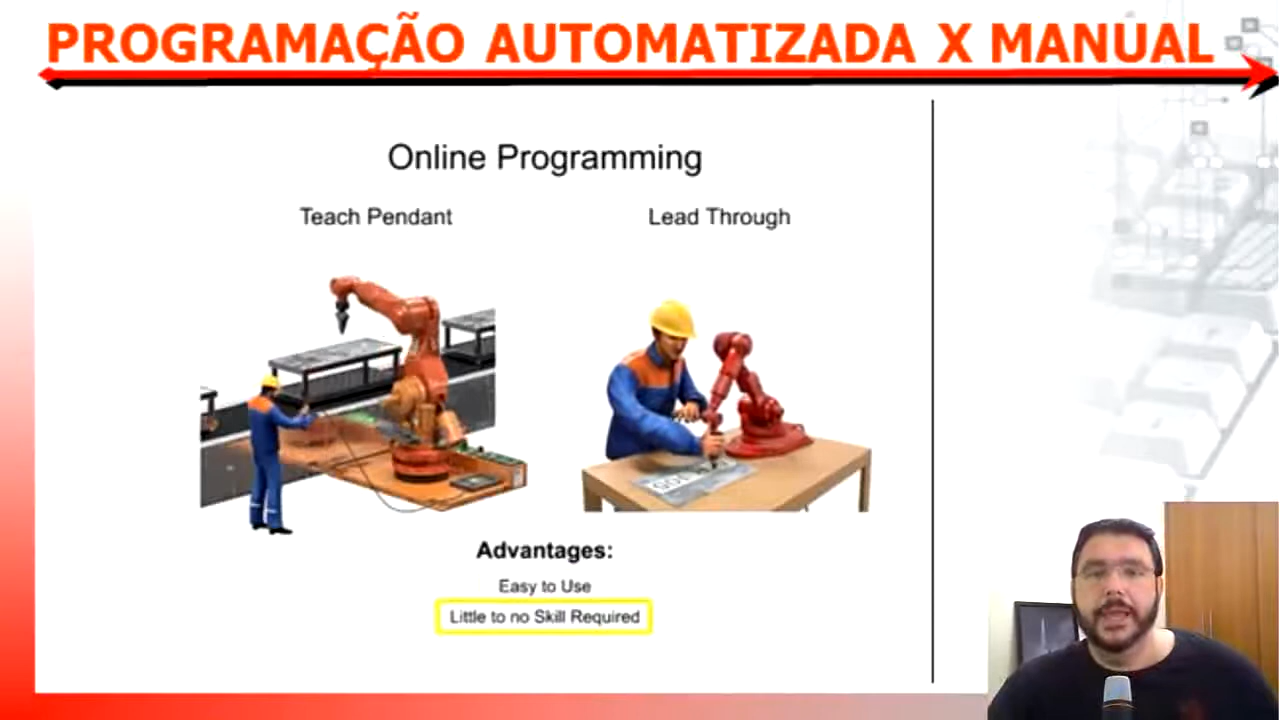 PROGRAMAÇÃO AUTOMATIZADA X MANUAL
Online Programming
Teach Pendant
Lead Through
Advantages:
Easy to Use
Little to no Skill Required